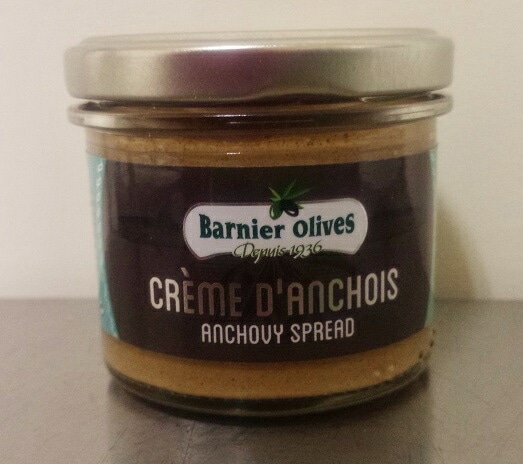 Barnier Olives
Depuis 1936
CRÈME D'ANCHOIS
ANCHOVY SPREAD